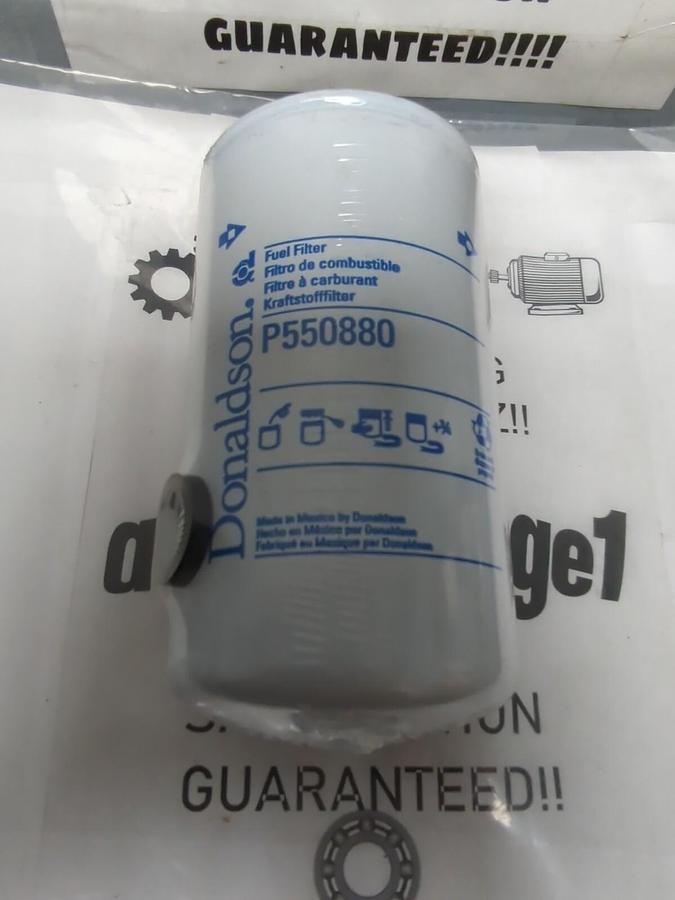 GUARANTEED!!!!
Fuel Filter
Filtro de combustible
Filtre à carburant
Kraftstofffilter
P550880
Donaldson.
Made in Mexico by Donaldson
Hecho en México por Donaldson
Fabriqué au Mexique par Donaldson
G
Z!!
a
ge1
GUARANTEED!!